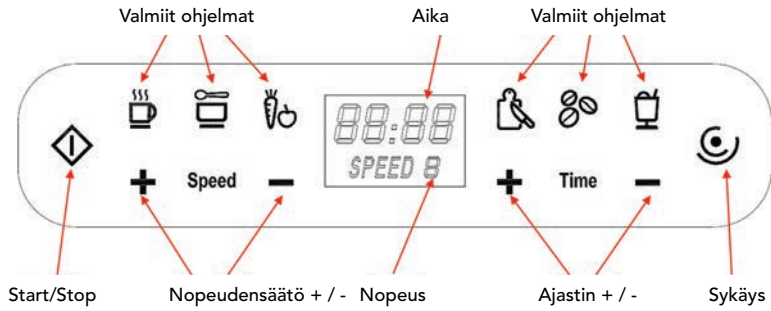 Valmiit ohjelmat Aika Valmiit ohjelmat
88:88
SPEED 8
Speed Time
Start/Stop Nopeudensäätö + / - Nopeus Ajastin + / - Sykäys